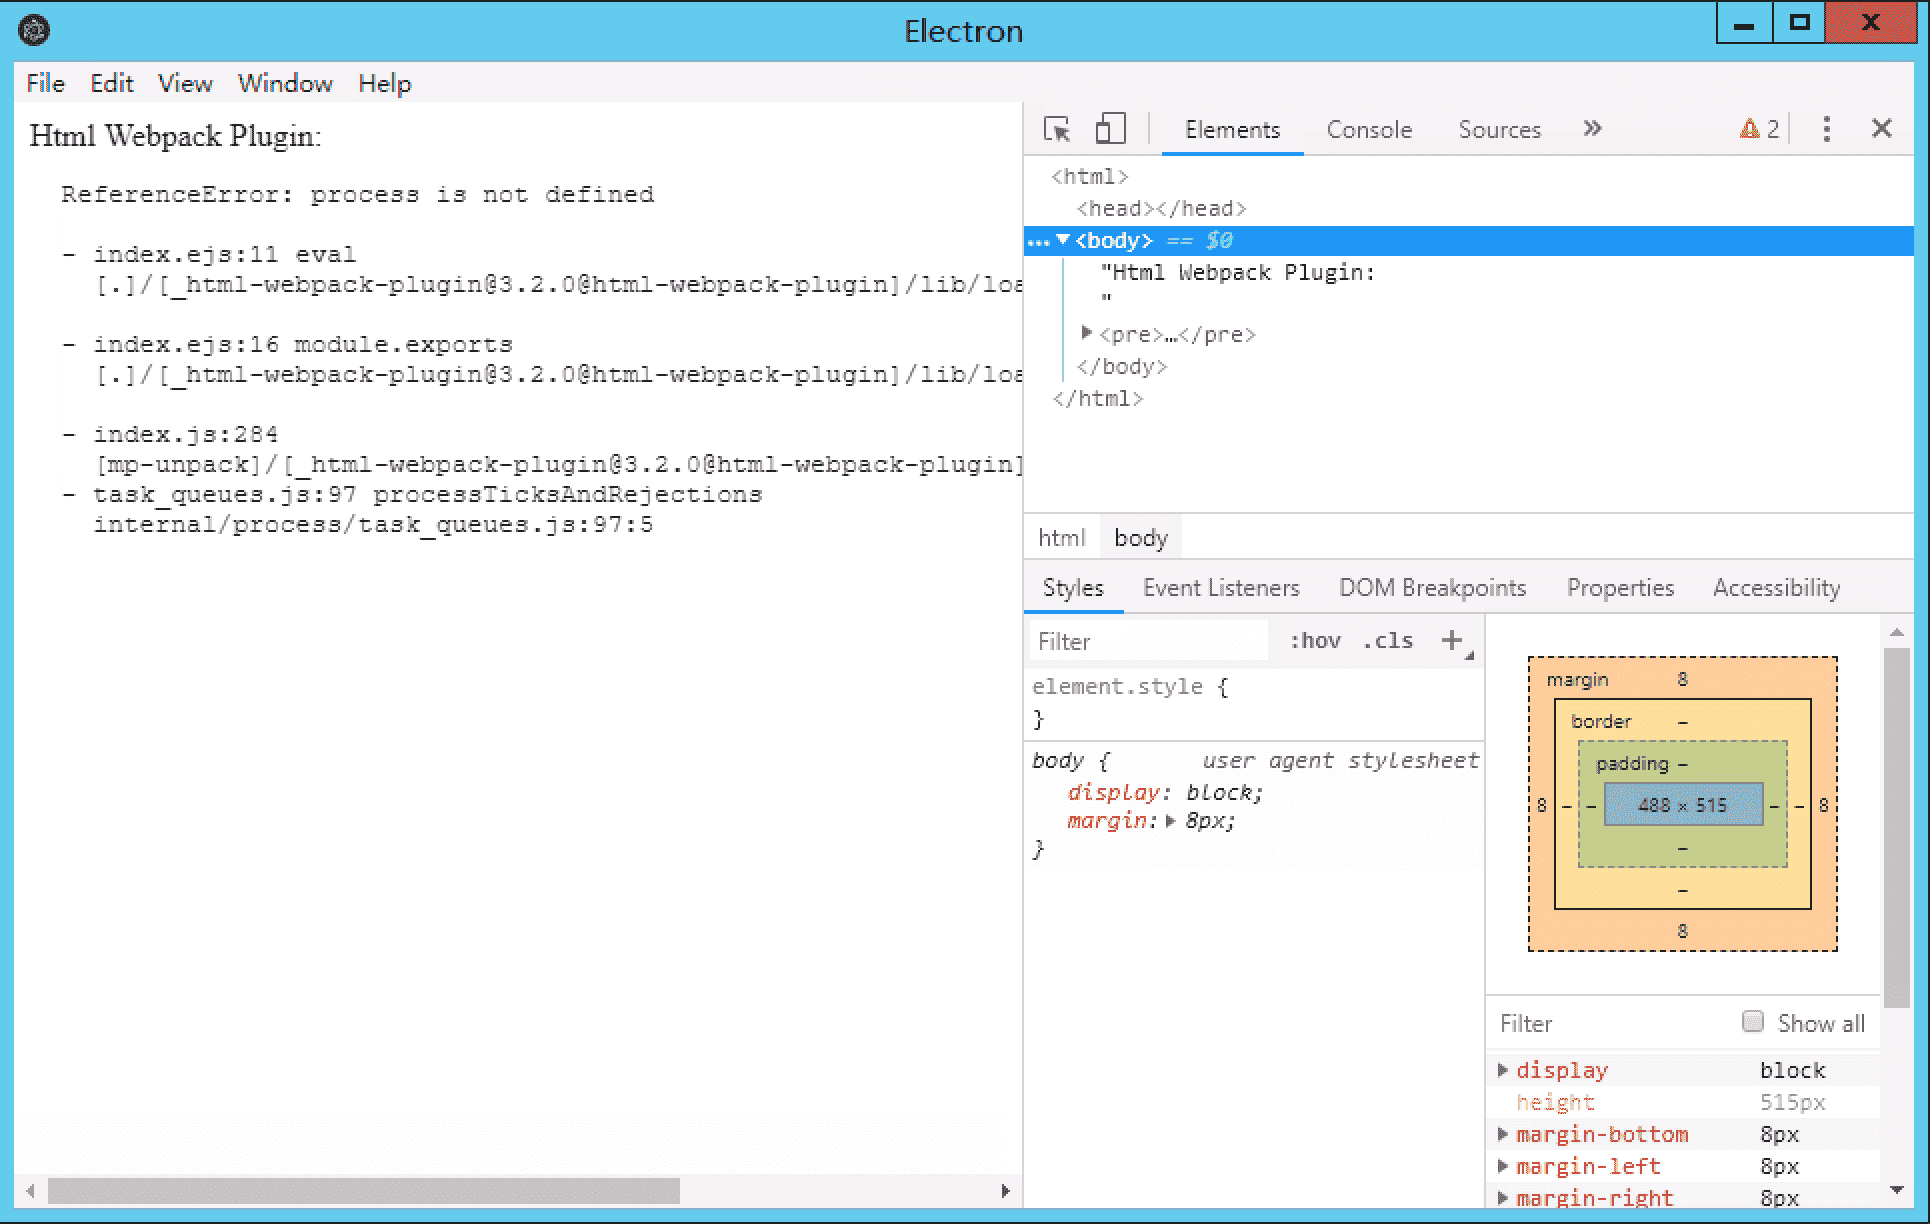 Electron
File Edit View Window Help
Html Webpack Plugin:
ReferenceError: process is not defined
- index.ejs:11 eval
[.]/[_html-webpack-plugin@3.2.0@html-webpack-plugin]/lib/loa
- index.ejs:16 module.exports
[.]/[_html-webpack-plugin@3.2.0@html-webpack-plugin]/lib/loa
- index.js:284
[mp-unpack]/[_html-webpack-plugin@3.2.0@html-webpack-plugin]
- task_queues.js:97 processTicksAndRejections
internal/process/task_queues.js:97:5
Elements Console Sources » 2
<html>
<head></head>
… <body> == $0
"Html Webpack Plugin:
"
<pre>…</pre>
</body>
</html>
html body
Styles Event Listeners DOM Breakpoints Properties Accessibility
Filter :hov .cls +
element.style {
}
body { user agent stylesheet
display: block;
margin: 8px;
}
margin 8
border –
padding –
8 – – 488 × 515 – – 8
–
–
8
Filter Show all
display block
height 515px
margin-bottom 8px
margin-left 8px
margin-right 8px